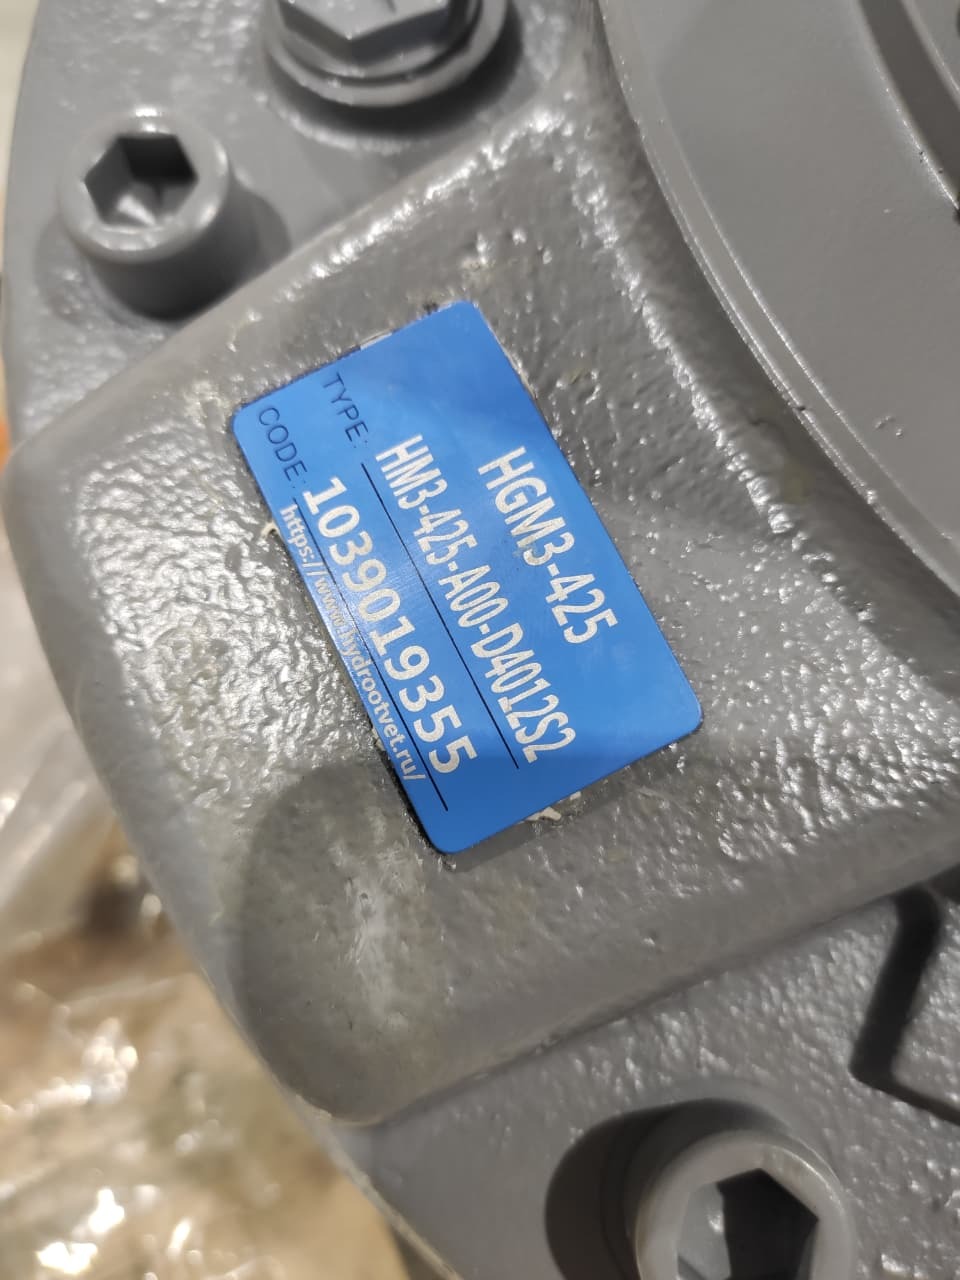 HGM3-425
TYPE: HM3-425-A00-D4012S2
CODE: 1039019355
https://www.hydrootvet.ru/